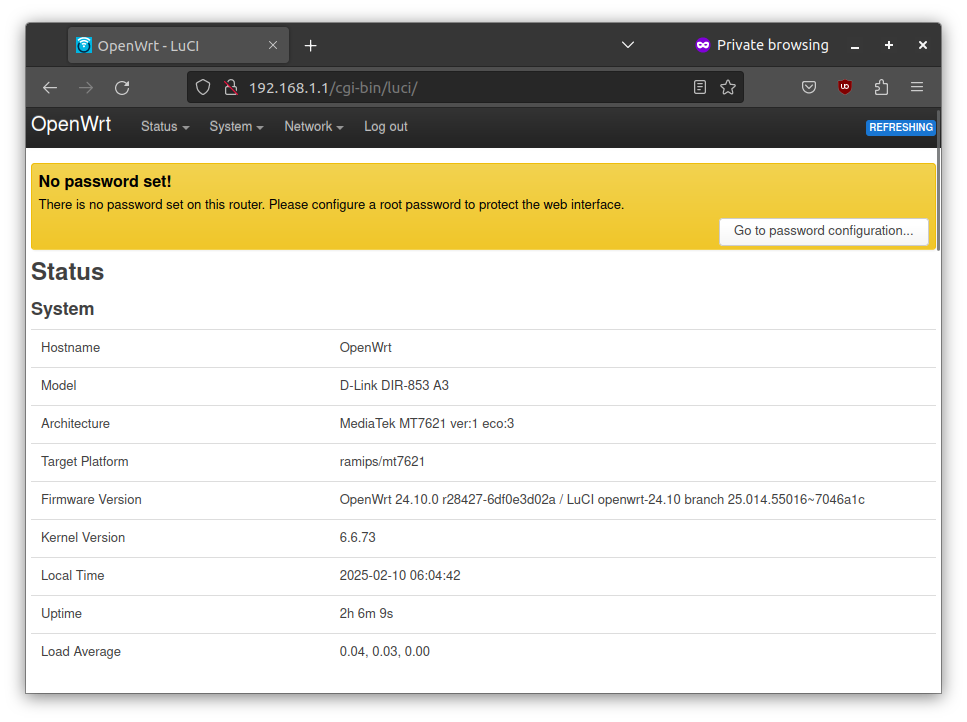 OpenWrt - LuCI
Private browsing
192.168.1.1/cgi-bin/luci/
OpenWrt Status System Network Log out REFRESHING
No password set!
There is no password set on this router. Please configure a root password to protect the web interface.
Go to password configuration...
Status
System
Hostname OpenWrt
Model D-Link DIR-853 A3
Architecture MediaTek MT7621 ver:1 eco:3
Target Platform ramips/mt7621
Firmware Version OpenWrt 24.10.0 r28427-6df0e3d02a / LuCI openwrt-24.10 branch 25.014.55016~7046a1c
Kernel Version 6.6.73
Local Time 2025-02-10 06:04:42
Uptime 2h 6m 9s
Load Average 0.04, 0.03, 0.00